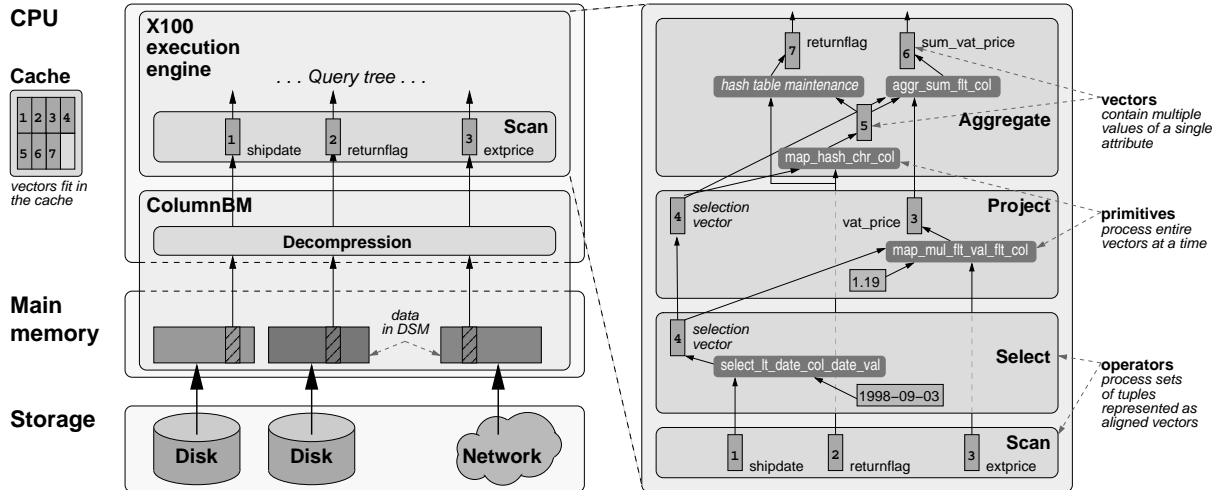 CPU
Cache
1 2 3 4
5 6 7
vectors fit in
the cache
Main
memory
Storage
X100
execution
engine
. . . Query tree . . .
Scan
1
shipdate
2
returnflag
3
extprice
ColumnBM
Decompression
data
in DSM
Disk
Disk
Network
7
returnflag
6
sum_vat_price
hash table maintenance
aggr_sum_flt_col
5
Aggregate
map_hash_chr_col
4
selection
vector
3
Project
vat_price
map_mul_flt_val_flt_col
1.19
4
selection
vector
Select
select_lt_date_col_date_val
1998−09−03
Scan
1
shipdate
2
returnflag
3
extprice
vectors
contain multiple
values of a single
attribute
primitives
process entire
vectors at a time
operators
process sets
of tuples
represented as
aligned vectors